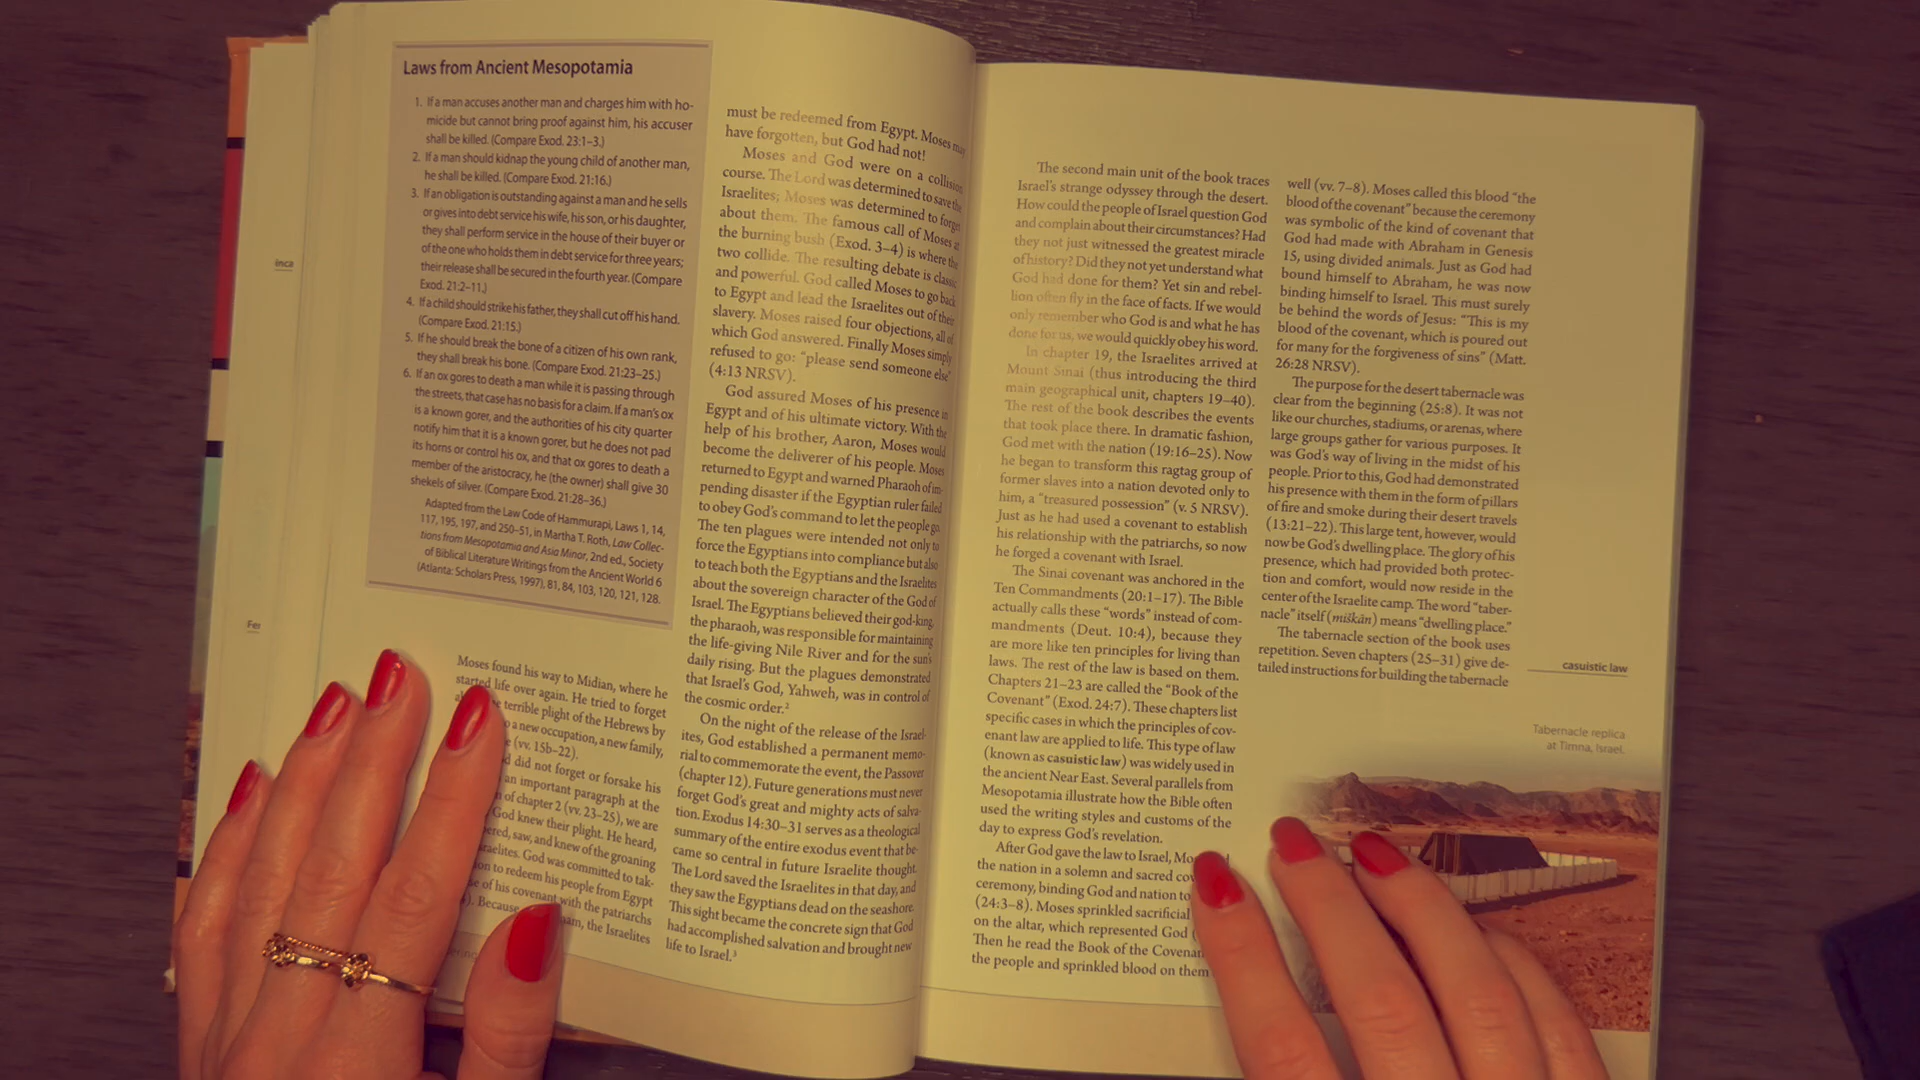 Laws from Ancient Mesopotamia
1. If a man accuses another man and charges him with ho-
micide but cannot bring proof against him, his accuser
shall be killed. (Compare Exod. 23:1–3.)
2. If a man should kidnap the young child of another man,
he shall be killed. (Compare Exod. 21:16.)
3. If an obligation is outstanding against a man and he sells
or gives into debt service his wife, his son, or his daughter,
they shall perform service in the house of their buyer or
of the one who holds them in debt service for three years;
their release shall be secured in the fourth year. (Compare
Exod. 21:2–11.)
4. If a child should strike his father, they shall cut off his hand.
(Compare Exod. 21:15.)
5. If he should break the bone of a citizen of his own rank,
they shall break his bone. (Compare Exod. 21:23–25.)
6. If an ox gores to death a man while it is passing through
the streets, that case has no basis for a claim. If a man's ox
is a known gorer, and the authorities of his city quarter
notify him that it is a known gorer, but he does not pad
its horns or control his ox, and that ox gores to death a
member of the aristocracy, he (the owner) shall give 30
shekels of silver. (Compare Exod. 21:28–36.)
Adapted from the Law Code of Hammurapi, Laws 1, 14,
117, 195, 197, and 250–51, in Martha T. Roth, Law Collec-
tions from Mesopotamia and Asia Minor, 2nd ed., Society
of Biblical Literature Writings from the Ancient World 6
(Atlanta: Scholars Press, 1997), 81, 84, 103, 120, 121, 128.
inca
Fer
Moses found his way to Midian, where he
started life over again. He tried to forget
terrible plight of the Hebrews by
a new occupation, a new family,
(vv. 15b–22).
did not forget or forsake his
an important paragraph at the
of chapter 2 (vv. 23–25), we are
God knew their plight. He heard,
saw, and knew of the groaning
God was committed to tak-
to redeem his people from Egypt
of his covenant with the patriarchs
Because the Israelites
must be redeemed from Egypt. Moses may
have forgotten, but God had not!
Moses and God were on a collision
course. The Lord was determined to save the
Israelites; Moses was determined to forget
about them. The famous call of Moses at
the burning bush (Exod. 3–4) is where the
two collide. The resulting debate is classic
and powerful. God called Moses to go back
to Egypt and lead the Israelites out of their
slavery. Moses raised four objections, all of
which God answered. Finally Moses simply
refused to go: "please send someone else"
(4:13 NRSV).
God assured Moses of his presence in
Egypt and of his ultimate victory. With the
help of his brother, Aaron, Moses would
become the deliverer of his people. Moses
returned to Egypt and warned Pharaoh of im-
pending disaster if the Egyptian ruler failed
to obey God's command to let the people go.
The ten plagues were intended not only to
force the Egyptians into compliance but also
to teach both the Egyptians and the Israelites
about the sovereign character of the God of
Israel. The Egyptians believed their god-king,
the pharaoh, was responsible for maintaining
the life-giving Nile River and for the sun's
daily rising. But the plagues demonstrated
that Israel's God, Yahweh, was in control of
the cosmic order.²
On the night of the release of the Israel-
ites, God established a permanent memo-
rial to commemorate the event, the Passover
(chapter 12). Future generations must never
forget God's great and mighty acts of salva-
tion. Exodus 14:30–31 serves as a theological
summary of the entire exodus event that be-
came so central in future Israelite thought.
The Lord saved the Israelites in that day, and
they saw the Egyptians dead on the seashore.
This sight became the concrete sign that God
had accomplished salvation and brought new
life to Israel.³
The second main unit of the book traces
Israel's strange odyssey through the desert.
How could the people of Israel question God
and complain about their circumstances? Had
they not just witnessed the greatest miracle
of history? Did they not yet understand what
God had done for them? Yet sin and rebel-
lion often fly in the face of facts. If we would
only remember who God is and what he has
done for us, we would quickly obey his word.
In chapter 19, the Israelites arrived at
Mount Sinai (thus introducing the third
main geographical unit, chapters 19–40).
The rest of the book describes the events
that took place there. In dramatic fashion,
God met with the nation (19:16–25). Now
he began to transform this ragtag group of
former slaves into a nation devoted only to
him, a "treasured possession" (v. 5 NRSV).
Just as he had used a covenant to establish
his relationship with the patriarchs, so now
he forged a covenant with Israel.
The Sinai covenant was anchored in the
Ten Commandments (20:1–17). The Bible
actually calls these "words" instead of com-
mandments (Deut. 10:4), because they
are more like ten principles for living than
laws. The rest of the law is based on them.
Chapters 21–23 are called the "Book of the
Covenant" (Exod. 24:7). These chapters list
specific cases in which the principles of cov-
enant law are applied to life. This type of law
(known as casuistic law) was widely used in
the ancient Near East. Several parallels from
Mesopotamia illustrate how the Bible often
used the writing styles and customs of the
day to express God's revelation.
After God gave the law to Israel,
the nation in a solemn and sacred
ceremony, binding God and nation
(24:3–8). Moses sprinkled sacrificial
on the altar, which represented God
Then he read the Book of the
the people and sprinkled blood on them
well (vv. 7–8). Moses called this blood "the
blood of the covenant" because the ceremony
was symbolic of the kind of covenant that
God had made with Abraham in Genesis
15, using divided animals. Just as God had
bound himself to Abraham, he was now
binding himself to Israel. This must surely
be behind the words of Jesus: "This is my
blood of the covenant, which is poured out
for many for the forgiveness of sins" (Matt.
26:28 NRSV).
The purpose for the desert tabernacle was
clear from the beginning (25:8). It was not
like our churches, stadiums, or arenas, where
large groups gather for various purposes. It
was God's way of living in the midst of his
people. Prior to this, God had demonstrated
his presence with them in the form of pillars
of fire and smoke during their desert travels
(13:21–22). This large tent, however, would
now be God's dwelling place. The glory of his
presence, which had provided both protec-
tion and comfort, would now reside in the
center of the Israelite camp. The word "taber-
nacle" itself (miškān) means "dwelling place."
The tabernacle section of the book uses
repetition. Seven chapters (25–31) give de-
tailed instructions for building the tabernacle
casuistic law
Tabernacle replica
at Timna, Israel.